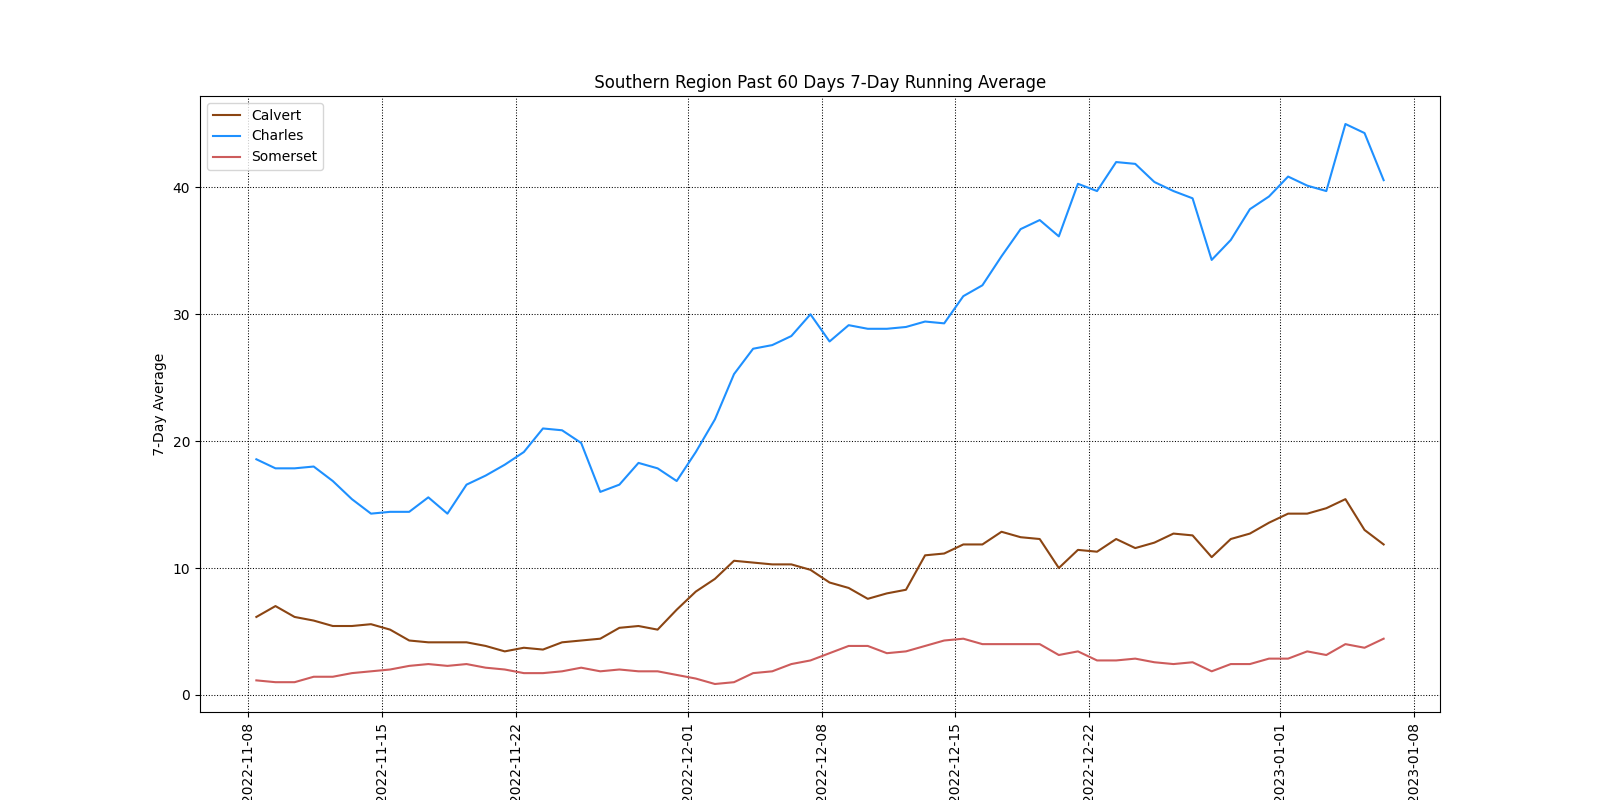 Southern Region Past 60 Days 7-Day Running Average
Calvert
Charles
Somerset
7-Day Average
40
30
20
10
0
2022-11-08
2022-11-15
2022-11-22
2022-12-01
2022-12-08
2022-12-15
2022-12-22
2023-01-01
2023-01-08